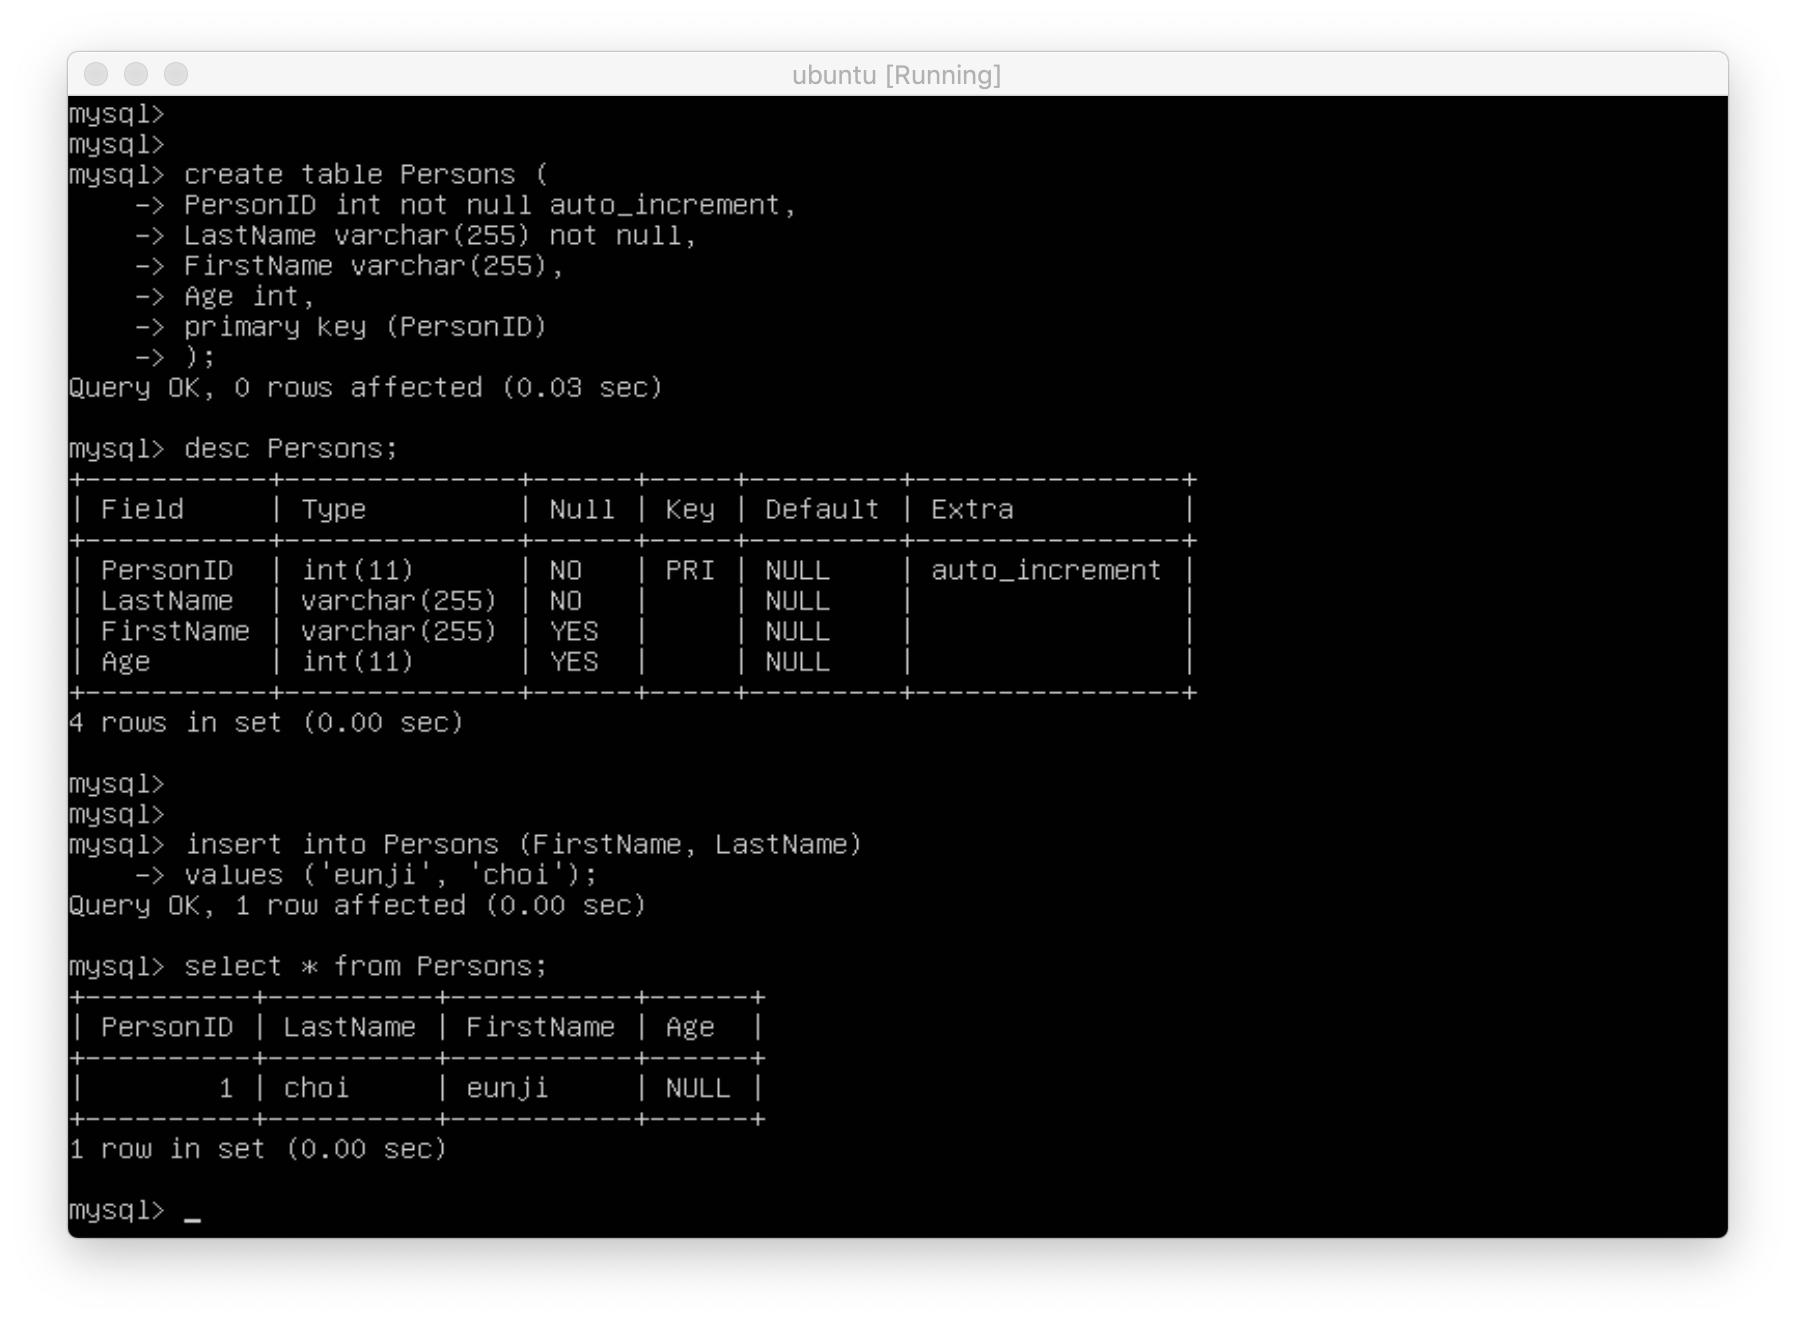 ubuntu [Running]
mysql>
mysql>
mysql> create table Persons (
    -> PersonID int not null auto_increment,
    -> LastName varchar(255) not null,
    -> FirstName varchar(255),
    -> Age int,
    -> primary key (PersonID)
    -> );
Query OK, 0 rows affected (0.03 sec)

mysql> desc Persons;
+-----------+--------------+------+-----+---------+----------------+
| Field     | Type         | Null | Key | Default | Extra          |
+-----------+--------------+------+-----+---------+----------------+
| PersonID  | int(11)      | NO   | PRI | NULL    | auto_increment |
| LastName  | varchar(255) | NO   |     | NULL    |                |
| FirstName | varchar(255) | YES  |     | NULL    |                |
| Age       | int(11)      | YES  |     | NULL    |                |
+-----------+--------------+------+-----+---------+----------------+
4 rows in set (0.00 sec)

mysql>
mysql>
mysql> insert into Persons (FirstName, LastName)
    -> values ('eunji', 'choi');
Query OK, 1 row affected (0.00 sec)

mysql> select * from Persons;
+----------+----------+-----------+------+
| PersonID | LastName | FirstName | Age  |
+----------+----------+-----------+------+
|        1 | choi     | eunji     | NULL |
+----------+----------+-----------+------+
1 row in set (0.00 sec)

mysql> _